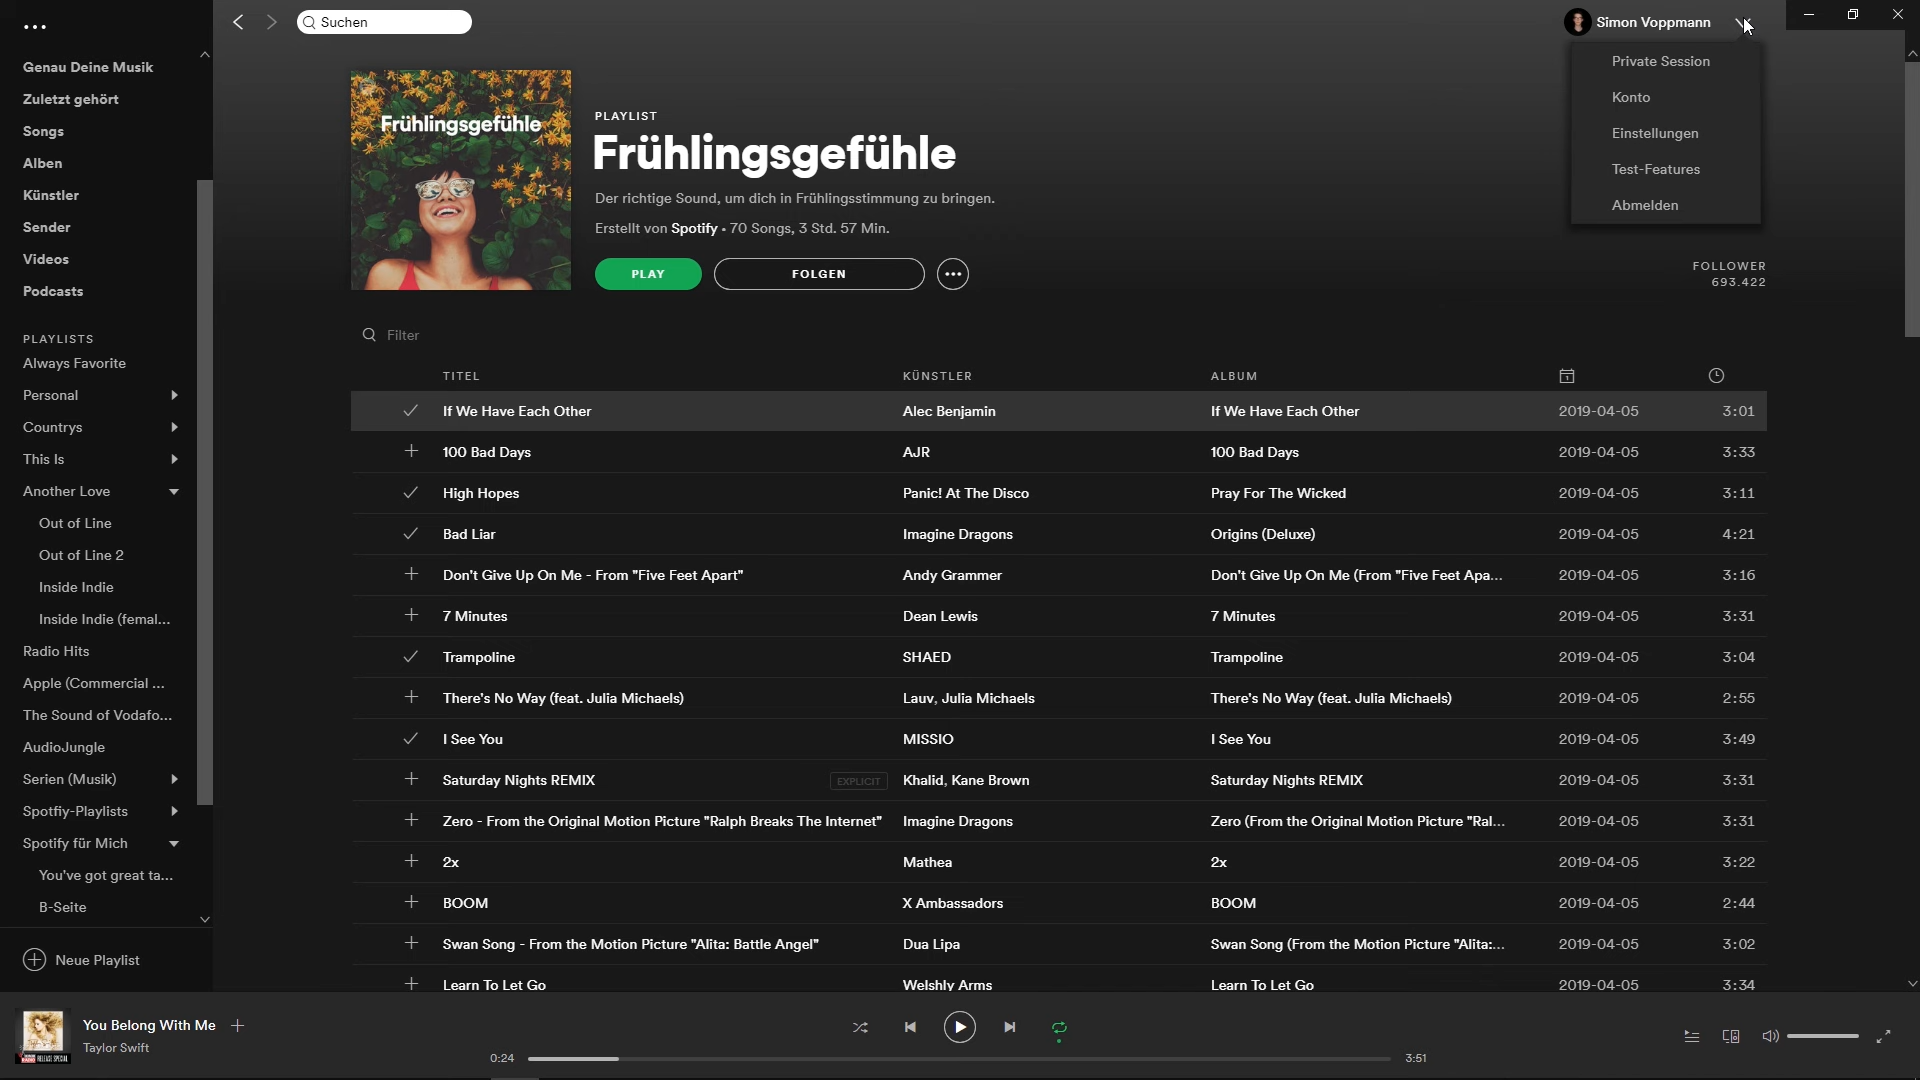 Suchen
Simon Voppmann
Private Session
Konto
Einstellungen
Test-Features
Abmelden
Genau Deine Musik
Zuletzt gehört
Songs
Alben
Künstler
Sender
Videos
Podcasts
PLAYLISTS
Always Favorite
Personal
Countrys
This Is
Another Love
Out of Line
Out of Line 2
Inside Indie
Inside Indie (femal...
Radio Hits
Apple (Commercial ...
The Sound of Vodafo...
AudioJungle
Serien (Musik)
Spotfiy-Playlists
Spotify für Mich
You've got great ta...
B-Seite
Neue Playlist
Frühlingsgefühle
PLAYLIST
Frühlingsgefühle
Der richtige Sound, um dich in Frühlingsstimmung zu bringen.
Erstellt von Spotify • 70 Songs, 3 Std. 57 Min.
PLAY FOLGEN
FOLLOWER
693.422
Filter
TITEL KÜNSTLER ALBUM
If We Have Each Other Alec Benjamin If We Have Each Other 2019-04-05 3:01
100 Bad Days AJR 100 Bad Days 2019-04-05 3:33
High Hopes Panic! At The Disco Pray For The Wicked 2019-04-05 3:11
Bad Liar Imagine Dragons Origins (Deluxe) 2019-04-05 4:21
Don't Give Up On Me - From "Five Feet Apart" Andy Grammer Don't Give Up On Me (From "Five Feet Apa... 2019-04-05 3:16
7 Minutes Dean Lewis 7 Minutes 2019-04-05 3:31
Trampoline SHAED Trampoline 2019-04-05 3:04
There's No Way (feat. Julia Michaels) Lauv, Julia Michaels There's No Way (feat. Julia Michaels) 2019-04-05 2:55
I See You MISSIO I See You 2019-04-05 3:49
Saturday Nights REMIX EXPLICIT Khalid, Kane Brown Saturday Nights REMIX 2019-04-05 3:31
Zero - From the Original Motion Picture "Ralph Breaks The Internet" Imagine Dragons Zero (From the Original Motion Picture "Ral... 2019-04-05 3:31
2x Mathea 2x 2019-04-05 3:22
BOOM X Ambassadors BOOM 2019-04-05 2:44
Swan Song - From the Motion Picture "Alita: Battle Angel" Dua Lipa Swan Song (From the Motion Picture "Alita:... 2019-04-05 3:02
Learn To Let Go Welshly Arms Learn To Let Go 2019-04-05 3:34
You Belong With Me
Taylor Swift
0:24 3:51